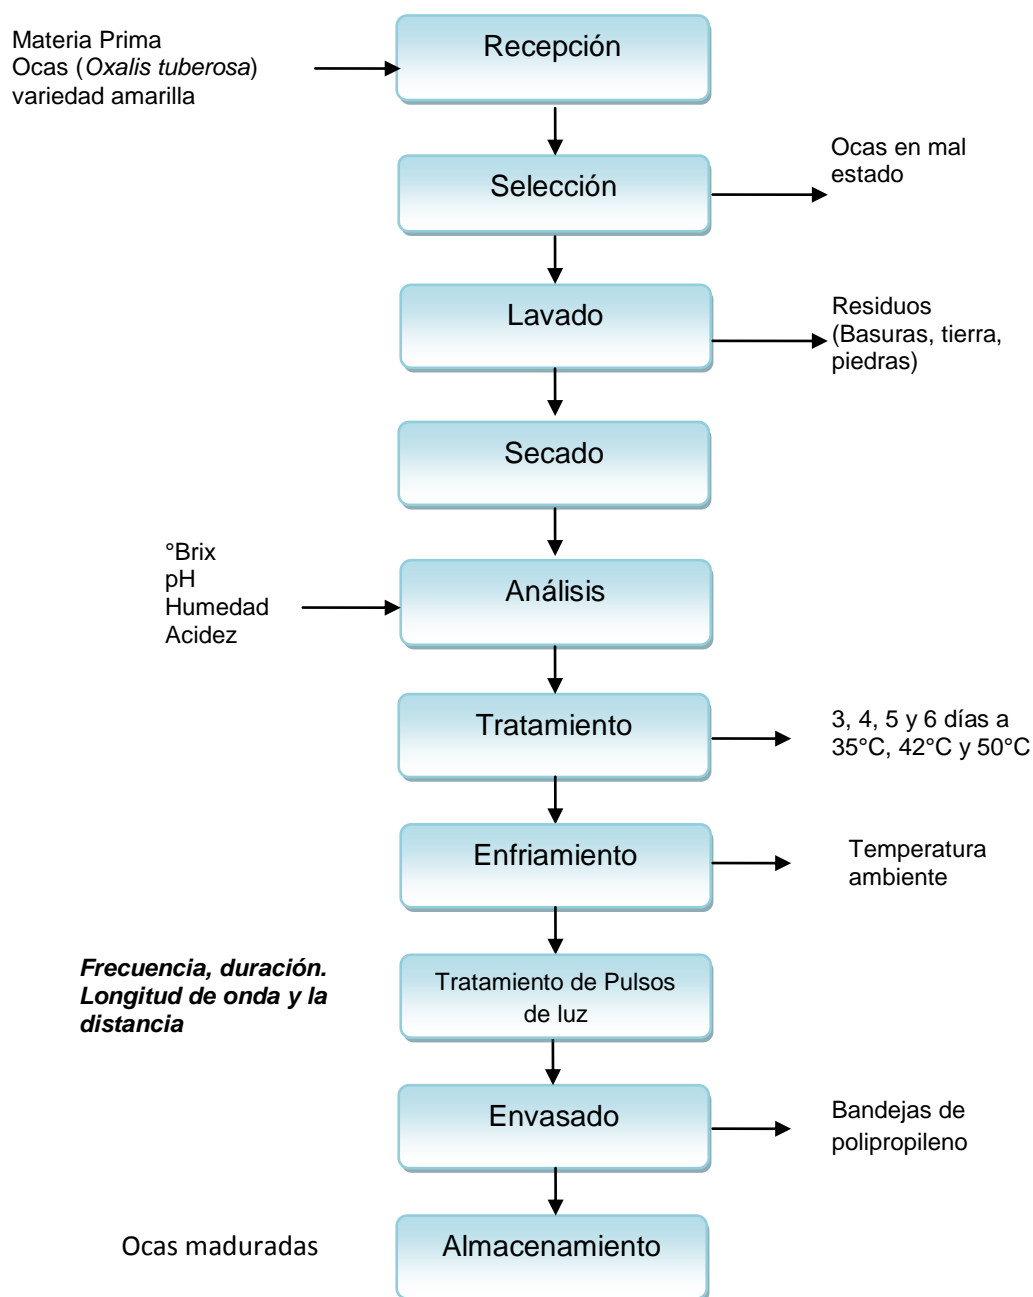 Materia Prima
Ocas (Oxalis tuberosa)
variedad amarilla
Recepción
Selección
Ocas en mal
estado
Lavado
Residuos
(Basuras, tierra,
piedras)
Secado
°Brix
pH
Humedad
Acidez
Análisis
Tratamiento
3, 4, 5 y 6 días a
35°C, 42°C y 50°C
Enfriamiento
Temperatura
ambiente
Frecuencia, duración.
Longitud de onda y la
distancia
Tratamiento de Pulsos
de luz
Envasado
Bandejas de
polipropileno
Ocas maduradas
Almacenamiento